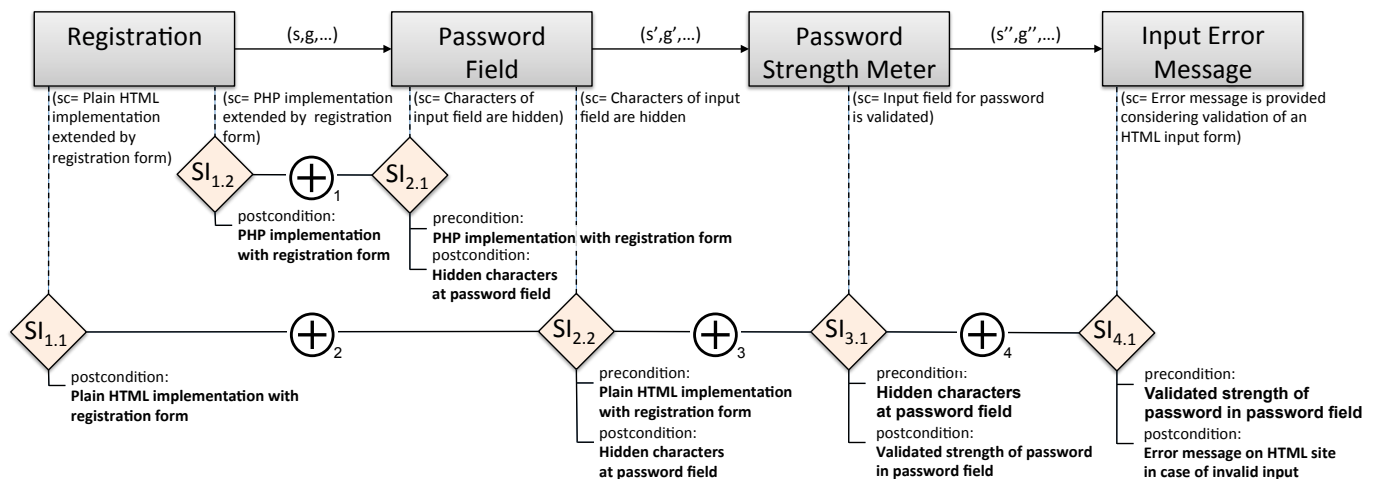 Registration
(s,g,...)
Password
Field
(s',g',...)
Password
Strength Meter
(s'',g'',...)
Input Error
Message
(sc= Plain HTML
implementation
extended by
registration form)
(sc= PHP implementation
extended by registration
form)
(sc= Characters of
input field are hidden)
(sc= Characters of input
field are hidden
(sc= Input field for password
is validated)
(sc= Error message is provided
considering validation of an
HTML input form)
SI1.2
1
SI2.1
postcondition:
PHP implementation
with registration form
precondition:
PHP implementation with registration form
postcondition:
Hidden characters
at password field
SI1.1
2
SI2.2
3
SI3.1
4
SI4.1
postcondition:
Plain HTML implementation with
registration form
precondition:
Plain HTML implementation
with registration form
postcondition:
Hidden characters
at password field
precondition:
Hidden characters
at password field
postcondition:
Validated strength of password
in password field
precondition:
Validated strength of
password in password field
postcondition:
Error message on HTML site
in case of invalid input